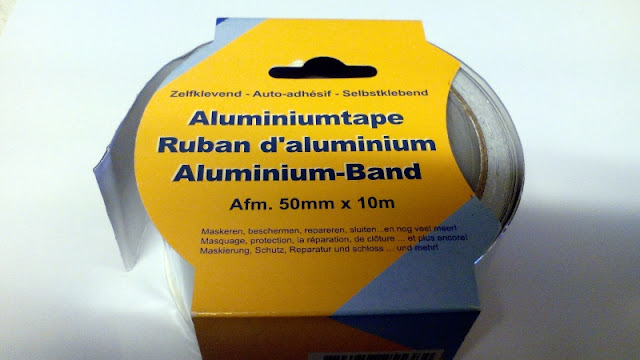 Zelfklevend - Auto-adhésif - Selbstklebend
Aluminiumtape
Ruban d'aluminium
Aluminium-Band
Afm. 50mm x 10m
Maskeren, beschermen, repareren, sluiten...en nog veel meer!
Masquage, protection, la réparation, de clôture ... et plus encore!
Maskierung, Schutz, Reparatur und schloss ... und mehr!